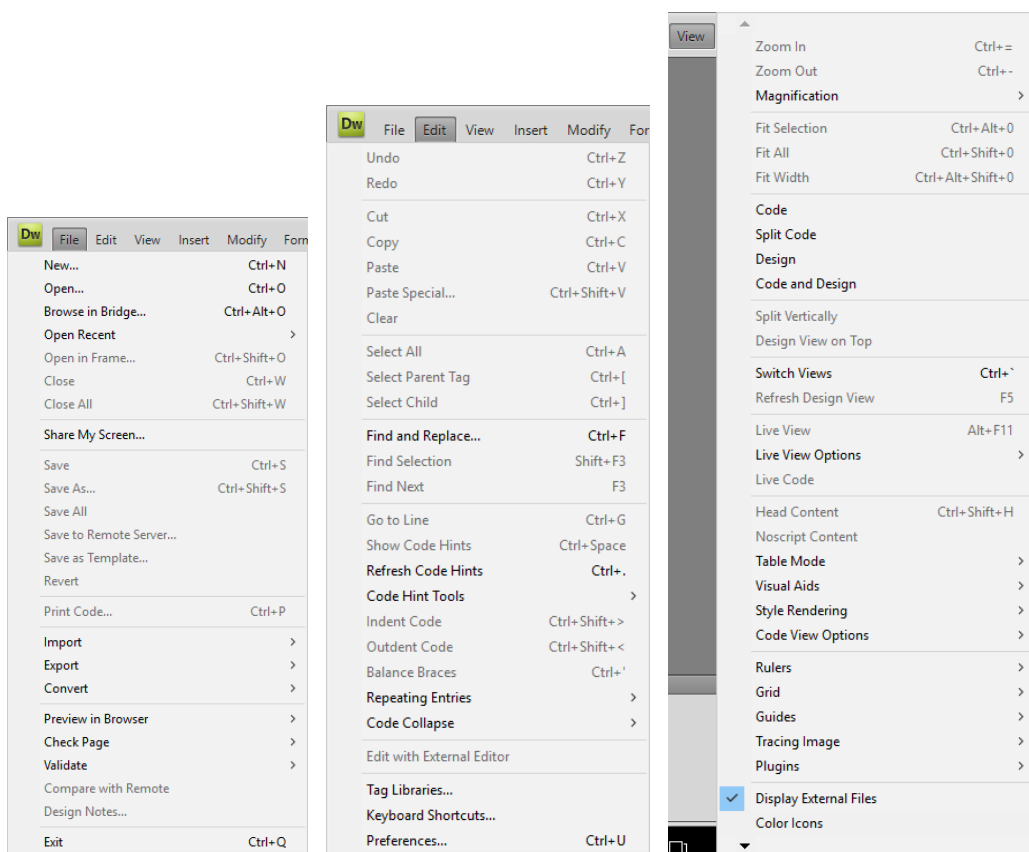 Dw File Edit View Insert Modify Form
New... Ctrl+N
Open... Ctrl+O
Browse in Bridge... Ctrl+Alt+O
Open Recent
Open in Frame... Ctrl+Shift+O
Close Ctrl+W
Close All Ctrl+Shift+W
Share My Screen...
Save Ctrl+S
Save As... Ctrl+Shift+S
Save All
Save to Remote Server...
Save as Template...
Revert
Print Code... Ctrl+P
Import
Export
Convert
Preview in Browser
Check Page
Validate
Compare with Remote
Design Notes...
Exit Ctrl+Q
Dw File Edit View Insert Modify For
Undo Ctrl+Z
Redo Ctrl+Y
Cut Ctrl+X
Copy Ctrl+C
Paste Ctrl+V
Paste Special... Ctrl+Shift+V
Clear
Select All Ctrl+A
Select Parent Tag Ctrl+[
Select Child Ctrl+]
Find and Replace... Ctrl+F
Find Selection Shift+F3
Find Next F3
Go to Line Ctrl+G
Show Code Hints Ctrl+Space
Refresh Code Hints Ctrl+.
Code Hint Tools
Indent Code Ctrl+Shift+>
Outdent Code Ctrl+Shift+<
Balance Braces Ctrl+'
Repeating Entries
Code Collapse
Edit with External Editor
Tag Libraries...
Keyboard Shortcuts...
Preferences... Ctrl+U
View
Zoom In Ctrl+=
Zoom Out Ctrl+-
Magnification
Fit Selection Ctrl+Alt+0
Fit All Ctrl+Shift+0
Fit Width Ctrl+Alt+Shift+0
Code
Split Code
Design
Code and Design
Split Vertically
Design View on Top
Switch Views Ctrl+`
Refresh Design View F5
Live View Alt+F11
Live View Options
Live Code
Head Content Ctrl+Shift+H
Noscript Content
Table Mode
Visual Aids
Style Rendering
Code View Options
Rulers
Grid
Guides
Tracing Image
Plugins
Display External Files
Color Icons